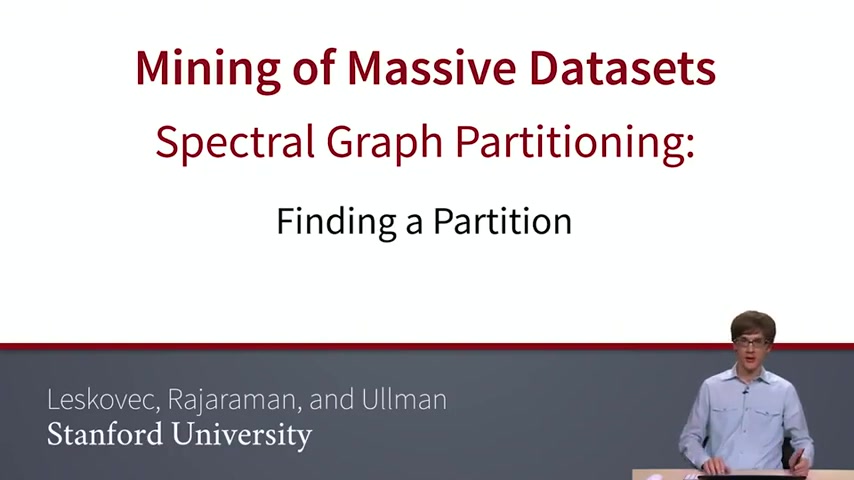 Mining of Massive Datasets
Spectral Graph Partitioning:
Finding a Partition
Leskovec, Rajaraman, and Ullman
Stanford University